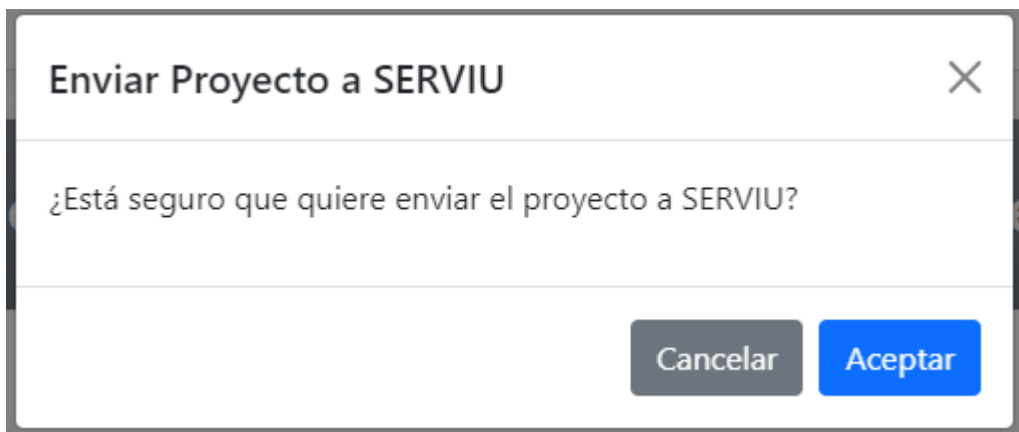 Enviar Proyecto a SERVIU
¿Está seguro que quiere enviar el proyecto a SERVIU?
Cancelar
Aceptar